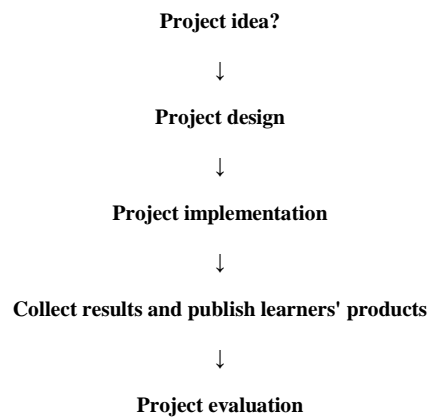 Project idea?
↓
Project design
↓
Project implementation
↓
Collect results and publish learners' products
↓
Project evaluation